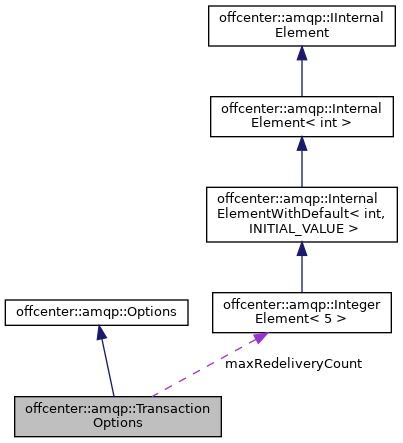 offcenter::amqp::IInternal
Element
offcenter::amqp::Internal
Element< int >
offcenter::amqp::Internal
ElementWithDefault< int,
INITIAL_VALUE >
offcenter::amqp::Integer
Element< 5 >
offcenter::amqp::Options
maxRedeliveryCount
offcenter::amqp::Transaction
Options